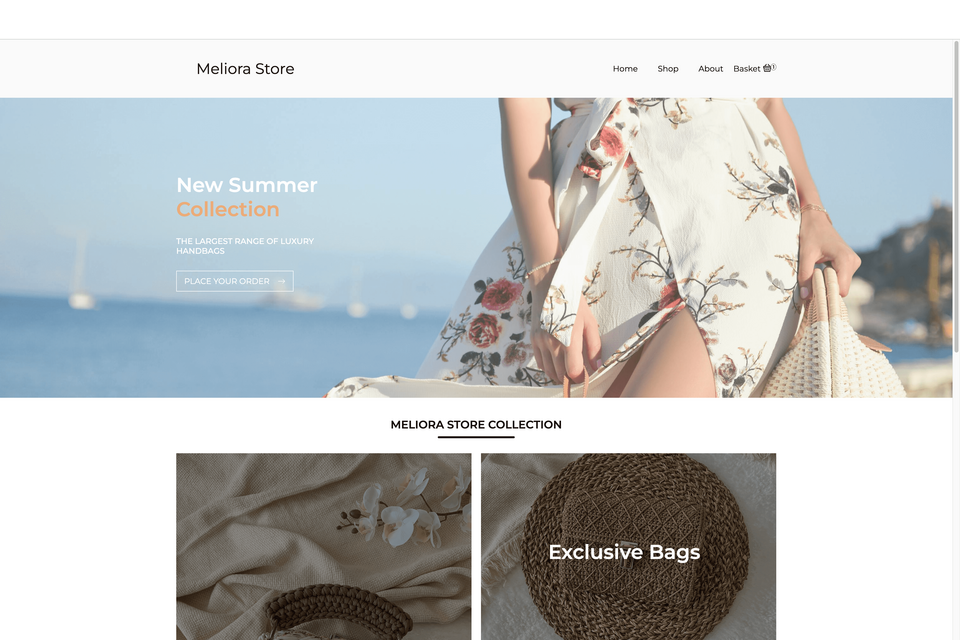 Meliora Store
Home Shop About Basket 1
New Summer
Collection
THE LARGEST RANGE OF LUXURY
HANDBAGS
PLACE YOUR ORDER →
MELIORA STORE COLLECTION
Exclusive Bags